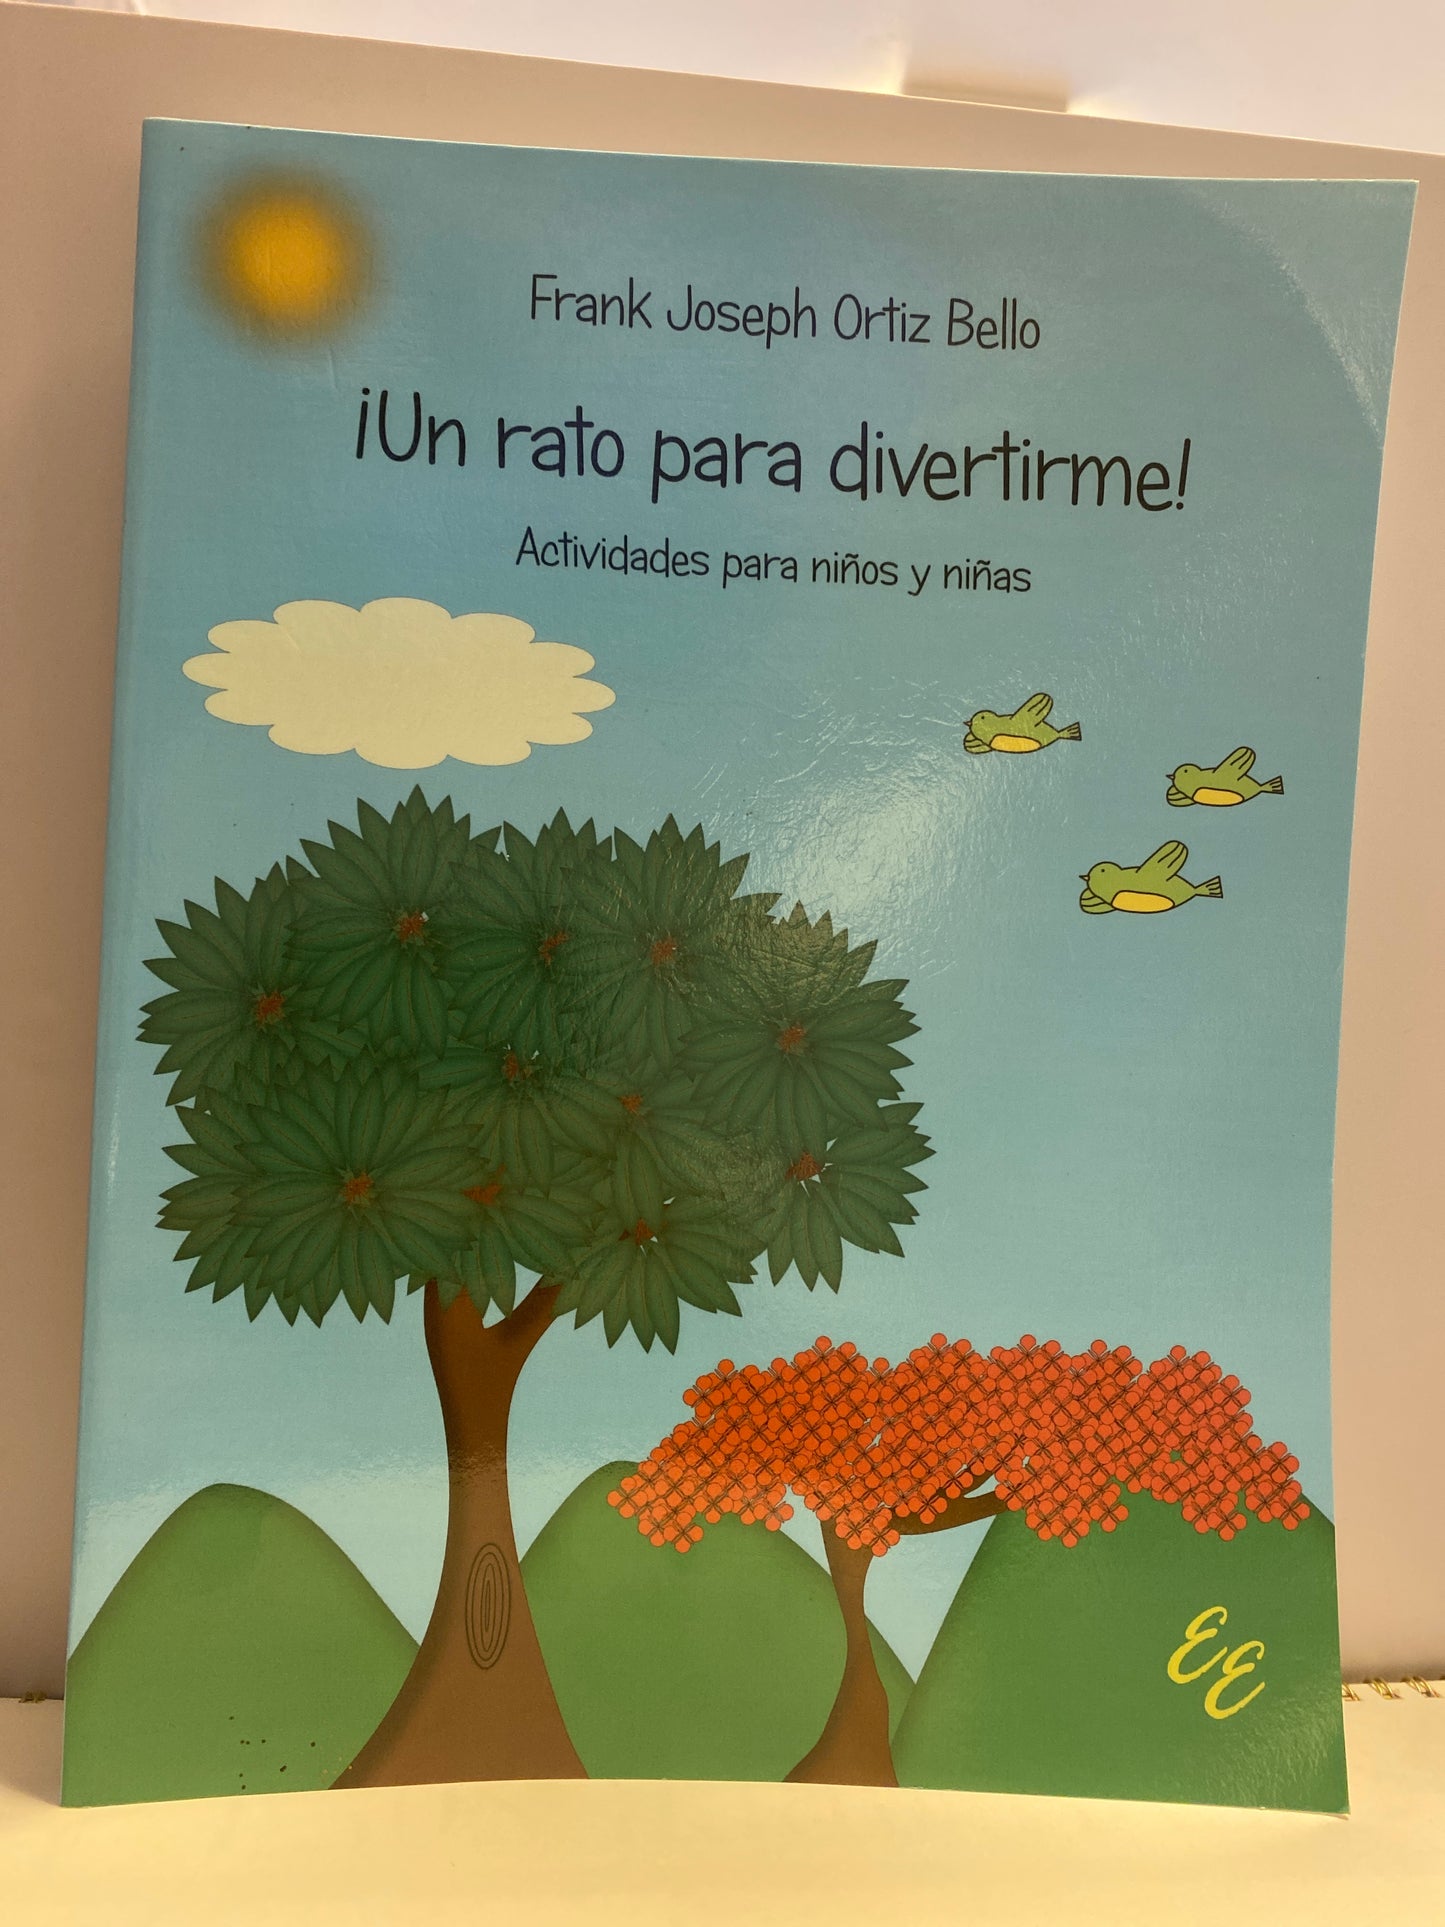 Frank Joseph Ortiz Bello
¡Un rato para divertirme!
Actividades para niños y niñas
EE